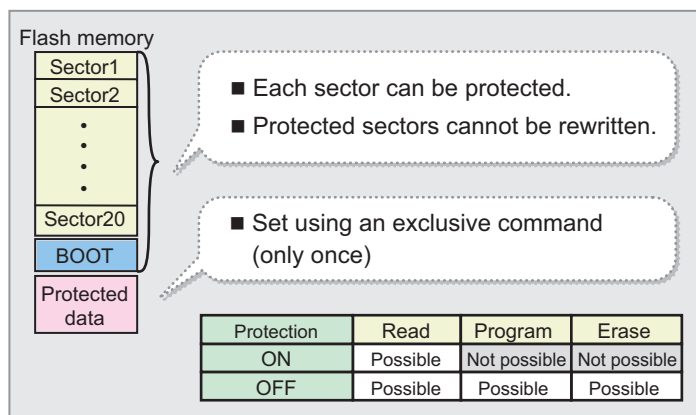 Flash memory
Sector1
Sector2
Sector20
BOOT
Protected
data
■ Each sector can be protected.
■ Protected sectors cannot be rewritten.
■ Set using an exclusive command
(only once)
Protection Read Program Erase
ON Possible Not possible Not possible
OFF Possible Possible Possible